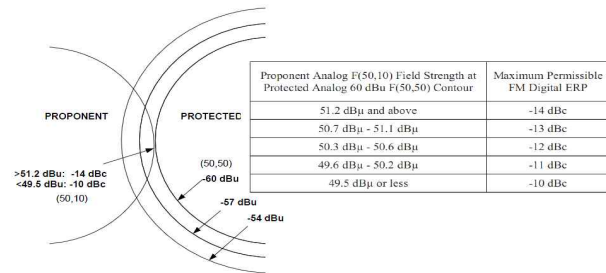 PROPONENT
PROTECTED
>51.2 dBu: -14 dBc
<49.5 dBu: -10 dBc
(50,10)
(50,50)
-60 dBu
-57 dBu
-54 dBu
Proponent Analog F(50,10) Field Strength at Protected Analog 60 dBu F(50,50) Contour
Maximum Permissible FM Digital ERP
51.2 dBμ and above -14 dBc
50.7 dBμ - 51.1 dBμ -13 dBc
50.3 dBμ - 50.6 dBμ -12 dBc
49.6 dBμ - 50.2 dBμ -11 dBc
49.5 dBμ or less -10 dBc